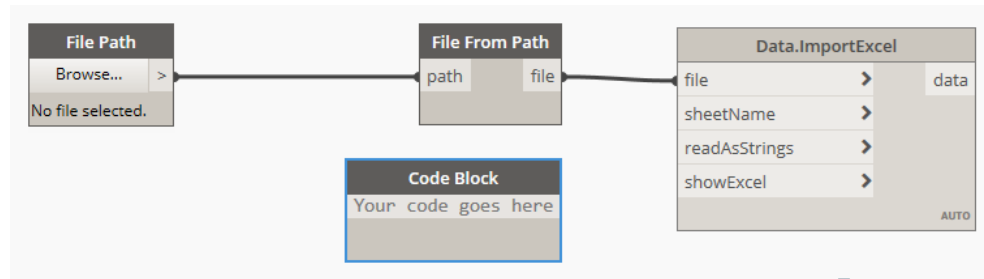 File Path
Browse... >
No file selected.
File From Path
path file
Code Block
Your code goes here
Data.ImportExcel
file > data
sheetName >
readAsStrings >
showExcel >
AUTO